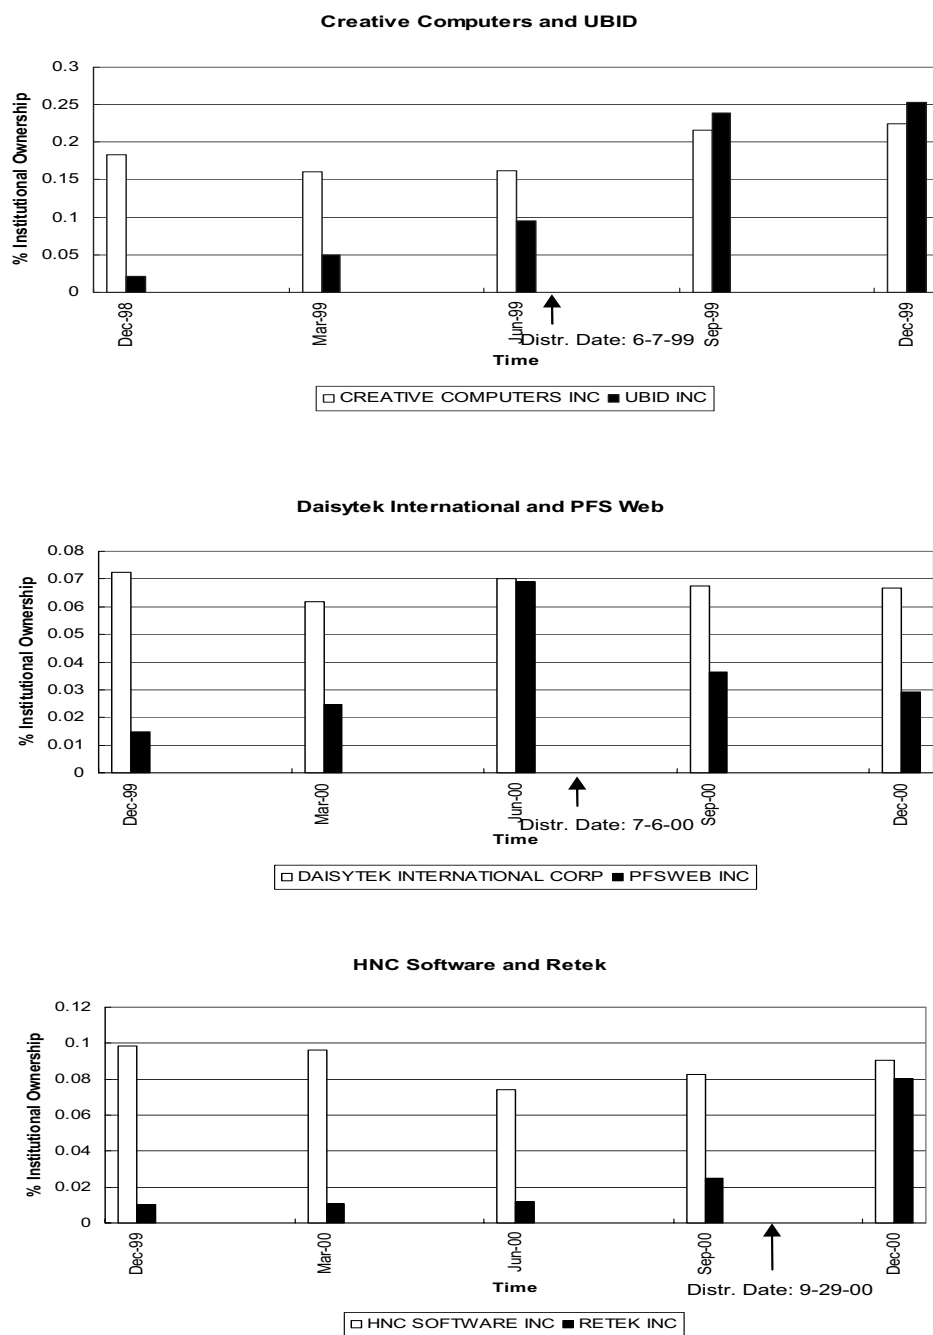 Creative Computers and UBID
% Institutional Ownership
0.3
0.25
0.2
0.15
0.1
0.05
0
Dec-98
Mar-99
Jun-99
Sep-99
Dec-99
Distr. Date: 6-7-99
Time
CREATIVE COMPUTERS INC UBID INC
Daisytek International and PFS Web
% Institutional Ownership
0.08
0.07
0.06
0.05
0.04
0.03
0.02
0.01
0
Dec-99
Mar-00
Jun-00
Sep-00
Dec-00
Distr. Date: 7-6-00
Time
DAISYTEK INTERNATIONAL CORP PFSWEB INC
HNC Software and Retek
% Institutional Ownership
0.12
0.1
0.08
0.06
0.04
0.02
0
Dec-99
Mar-00
Jun-00
Sep-00
Dec-00
Time
Distr. Date: 9-29-00
HNC SOFTWARE INC RETEK INC